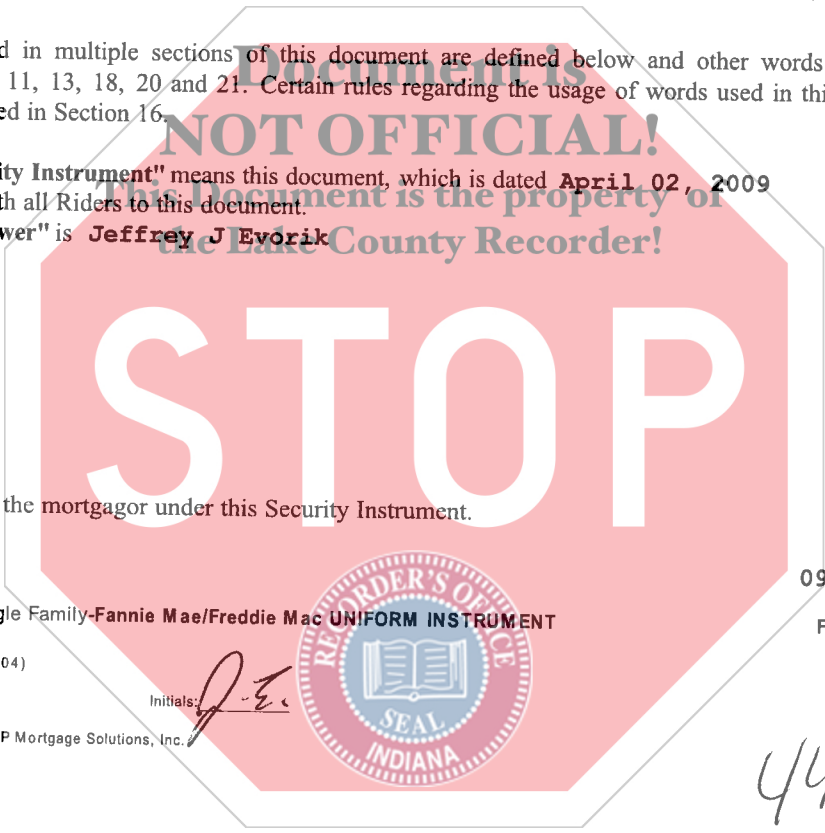 d in multiple sections of this document are defined below and other words
11, 13, 18, 20 and 21. Certain rules regarding the usage of words used in thi
ed in Section 16.
Document is
NOT OFFICIAL!
This Document is the property of
the Lake County Recorder!
ity Instrument" means this document, which is dated April 02, 2009
th all Riders to this document.
wer" is Jeffrey J Evorik
STOP
the mortgagor under this Security Instrument.
09
gle Family-Fannie Mae/Freddie Mac UNIFORM INSTRUMENT
F
04)
Initials: J.E.
P Mortgage Solutions, Inc.
RECORDER'S OFFICE
SEAL
INDIANA
44